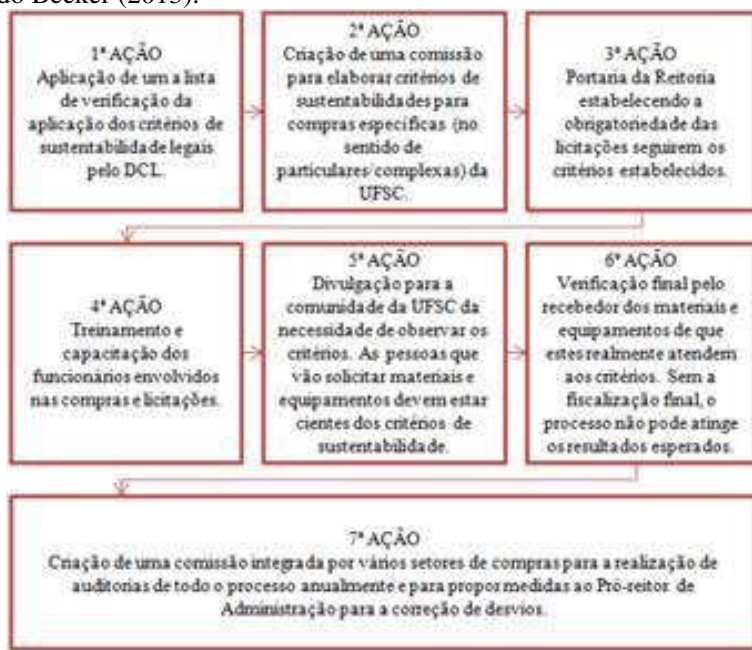 do Becker (2013).
1ª AÇÃO
Aplicação de um a lista
de verificação da
aplicação dos critérios de
sustentabilidade legais
pelo DCL.
2ª AÇÃO
Criação de uma comissão
para elaborar critérios de
sustentabilidades para
compras específicas (no
sentido de
particulares/complexas) da
UFSC.
3ª AÇÃO
Portaria da Reitoria
estabelecendo a
obrigatoriedade das
licitações seguirem os
critérios estabelecidos.
4ª AÇÃO
Treinamento e
capacitação dos
funcionários envolvidos
nas compras e licitações.
5ª AÇÃO
Divulgação para a
comunidade da UFSC da
necessidade de observar os
critérios. As pessoas que
vão solicitar materiais e
equipamentos devem estar
cientes dos critérios de
sustentabilidade.
6ª AÇÃO
Verificação final pelo
recebedor dos materiais e
equipamentos de que
estes realmente atendem
aos critérios. Sem a
fiscalização final, o
processo não pode atinge
os resultados esperados.
7ª AÇÃO
Criação de uma comissão integrada por vários setores de compras para a realização de
auditorias de todo o processo anualmente e para propor medidas ao Pró-reitor de
Administração para a correção de desvios.